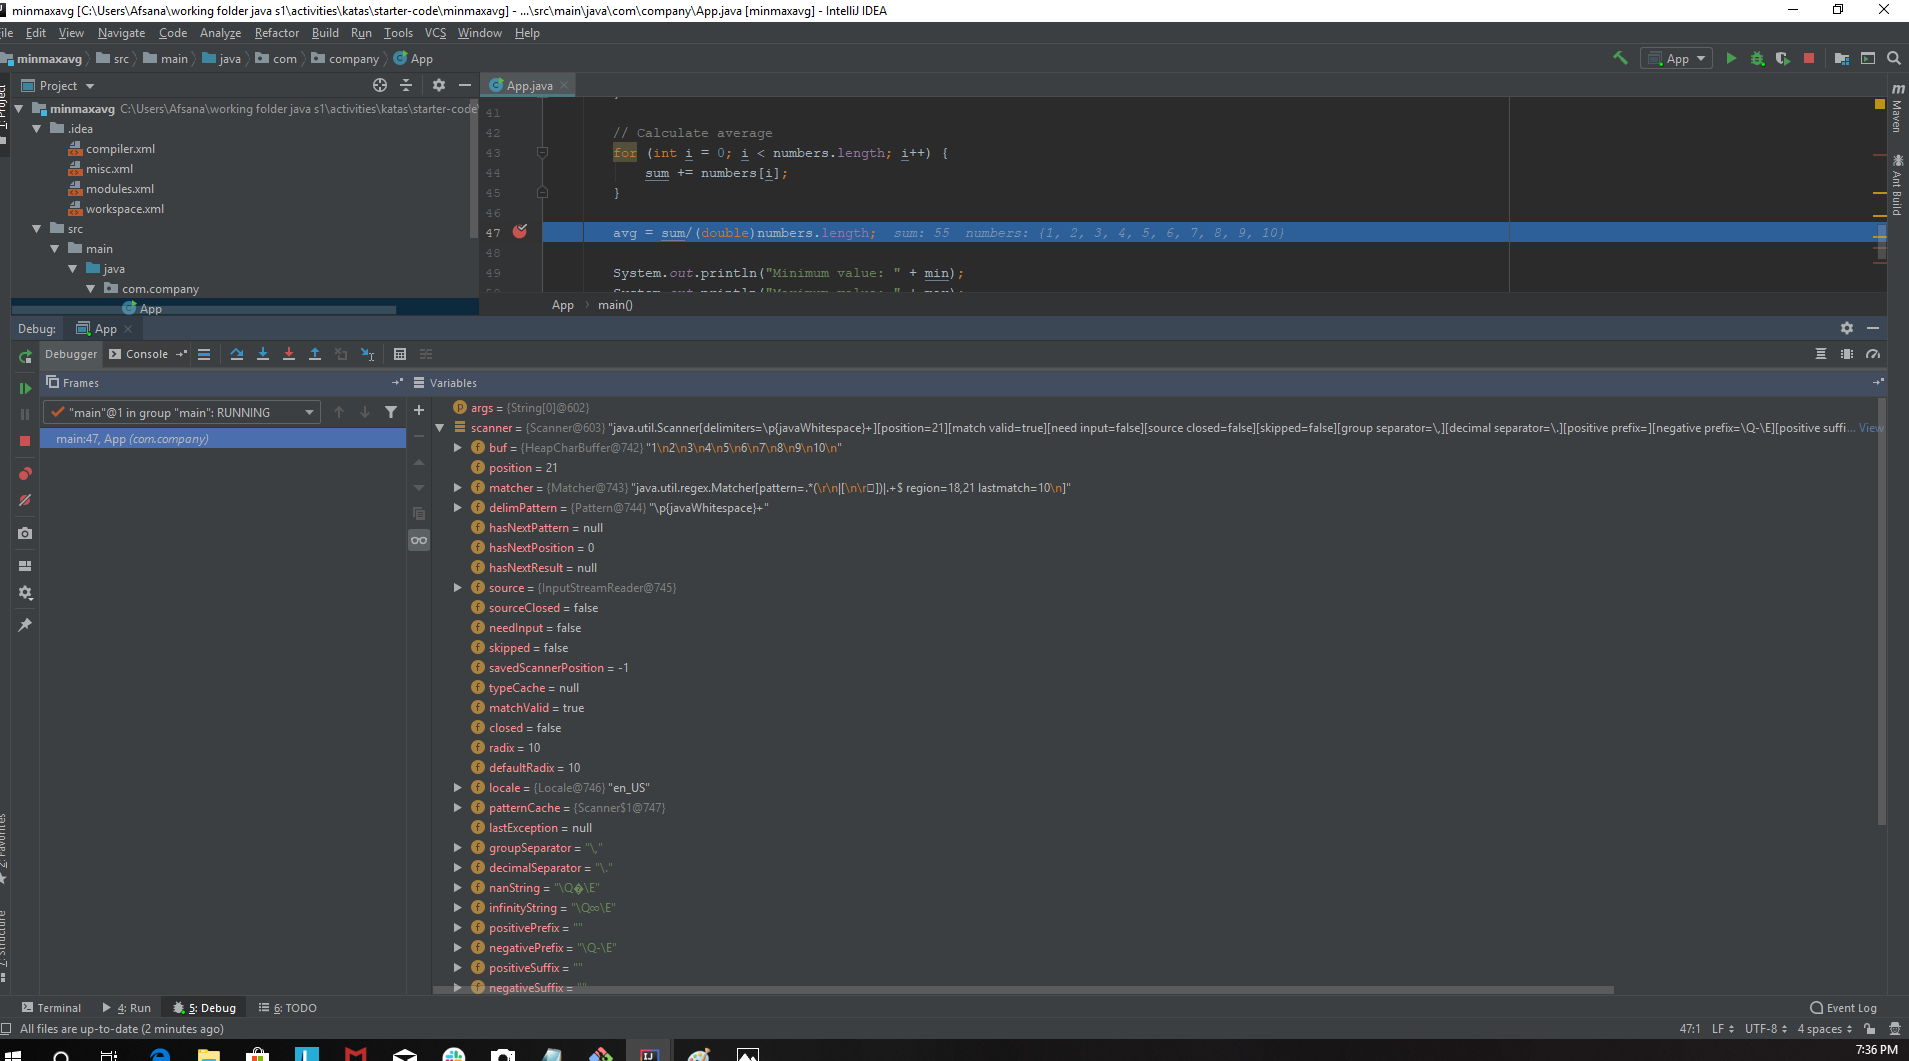 minmaxavg [C:\Users\Afsana\working folder java s1\activities\katas\starter-code\minmaxavg] - ...\src\main\java\com\company\App.java [minmaxavg] - IntelliJ IDEA
ile Edit View Navigate Code Analyze Refactor Build Run Tools VCS Window Help
minmaxavg src main java com company App
App
Project
App.java
1: Project
minmaxavg C:\Users\Afsana\working folder java s1\activities\katas\starter-code
.idea
compiler.xml
misc.xml
modules.xml
workspace.xml
src
main
java
com.company
App
41
42 // Calculate average
43 for (int i = 0; i < numbers.length; i++) {
44 sum += numbers[i];
45 }
46
47 avg = sum/(double)numbers.length; sum: 55 numbers: {1, 2, 3, 4, 5, 6, 7, 8, 9, 10}
48
49 System.out.println("Minimum value: " + min);
App main()
m Maven
Ant Build
Debug: App
Debugger Console
Frames
Variables
"main"@1 in group "main": RUNNING
main:47, App (com.company)
args = {String[0]@602}
scanner = {Scanner@603} "java.util.Scanner[delimiters=\p{javaWhitespace}+][position=21][match valid=true][need input=false][source closed=false][skipped=false][group separator=\,][decimal separator=\.][positive prefix=][negative prefix=\Q-\E][positive suffi... View
buf = {HeapCharBuffer@742} "1\n2\n3\n4\n5\n6\n7\n8\n9\n10\n"
position = 21
matcher = {Matcher@743} "java.util.regex.Matcher[pattern=.*(\r\n|[\n\r▯])|.+$ region=18,21 lastmatch=10\n]"
delimPattern = {Pattern@744} "\p{javaWhitespace}+"
hasNextPattern = null
hasNextPosition = 0
hasNextResult = null
source = {InputStreamReader@745}
sourceClosed = false
needInput = false
skipped = false
savedScannerPosition = -1
typeCache = null
matchValid = true
closed = false
radix = 10
defaultRadix = 10
locale = {Locale@746} "en_US"
patternCache = {Scanner$1@747}
lastException = null
groupSeparator = "\,"
decimalSeparator = "\."
nanString = "\Q�\E"
infinityString = "\Q∞\E"
positivePrefix = ""
negativePrefix = "\Q-\E"
positiveSuffix = ""
negativeSuffix = ""
2: Favorites
7: Structure
Terminal 4: Run 5: Debug 6: TODO Event Log
All files are up-to-date (2 minutes ago) 47:1 LF UTF-8 4 spaces
7:36 PM